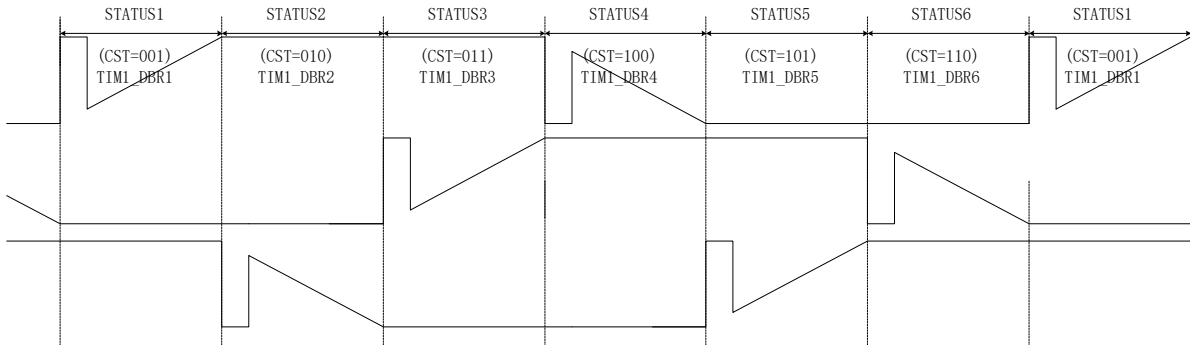 STATUS1 STATUS2 STATUS3 STATUS4 STATUS5 STATUS6 STATUS1
(CST=001) (CST=010) (CST=011) (CST=100) (CST=101) (CST=110) (CST=001)
TIM1_DBR1 TIM1_DBR2 TIM1_DBR3 TIM1_DBR4 TIM1_DBR5 TIM1_DBR6 TIM1_DBR1